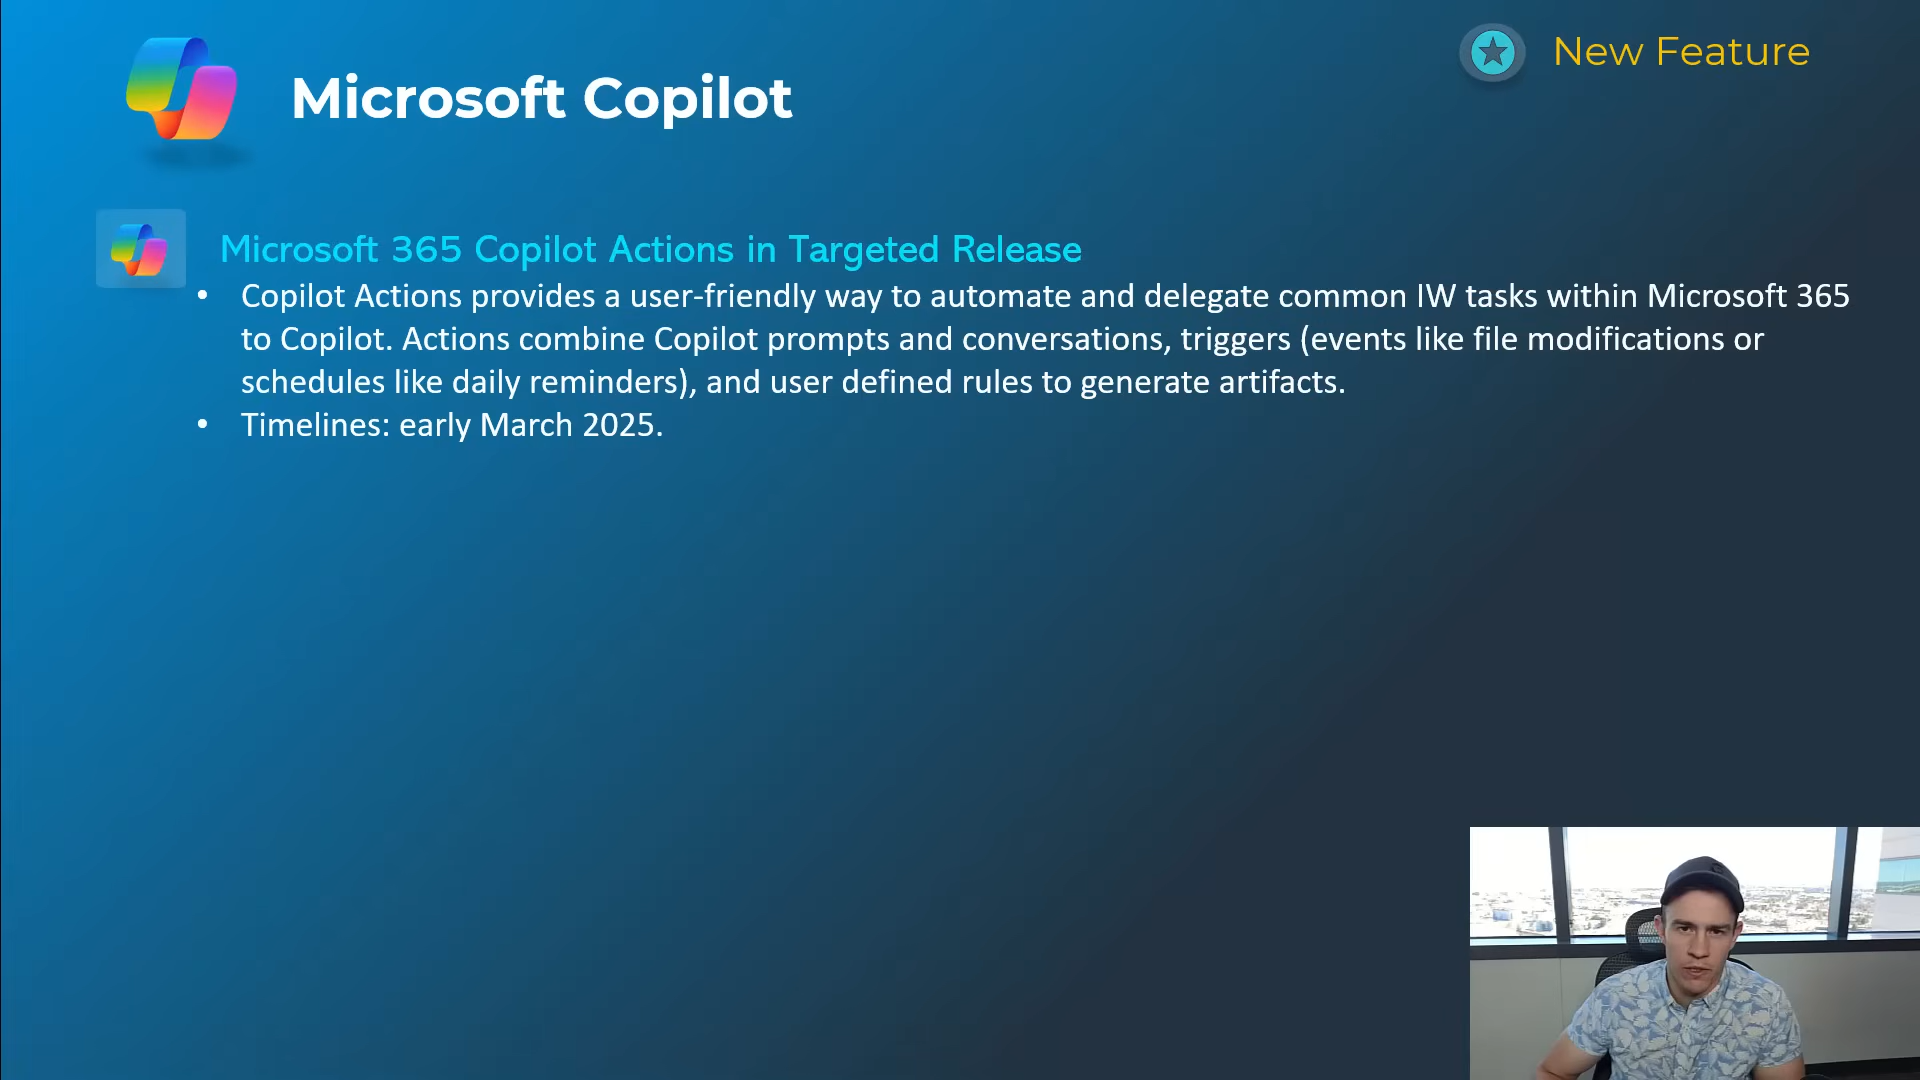 New Feature
Microsoft Copilot
Microsoft 365 Copilot Actions in Targeted Release
• Copilot Actions provides a user-friendly way to automate and delegate common IW tasks within Microsoft 365
to Copilot. Actions combine Copilot prompts and conversations, triggers (events like file modifications or
schedules like daily reminders), and user defined rules to generate artifacts.
• Timelines: early March 2025.